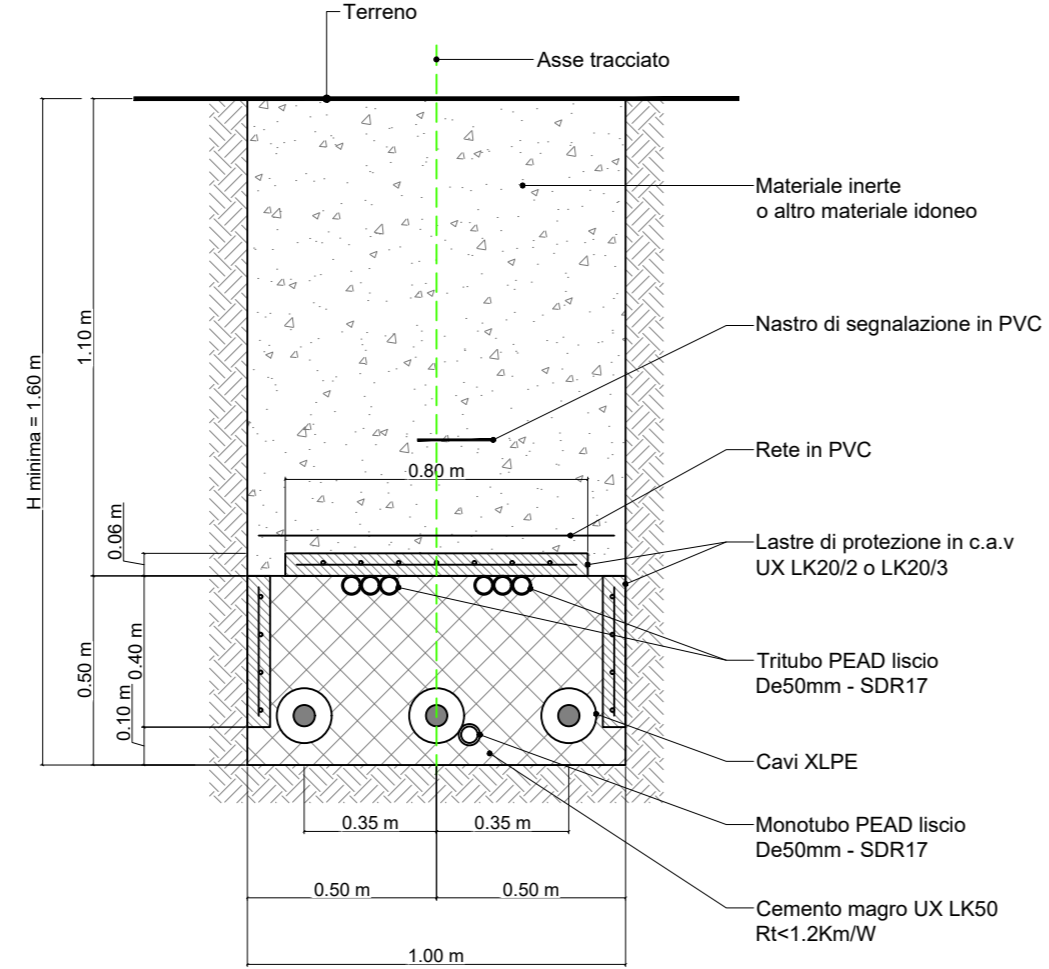 Terreno
Asse tracciato
Materiale inerte
o altro materiale idoneo
Nastro di segnalazione in PVC
Rete in PVC
Lastre di protezione in c.a.v
UX LK20/2 o LK20/3
Tritubo PEAD liscio
De50mm - SDR17
Cavi XLPE
Monotubo PEAD liscio
De50mm - SDR17
Cemento magro UX LK50
Rt<1.2Km/W
H minima = 1.60 m
1.10 m
0.50 m
0.06 m
0.40 m
0.10 m
0.80 m
0.35 m
0.35 m
0.50 m
0.50 m
1.00 m